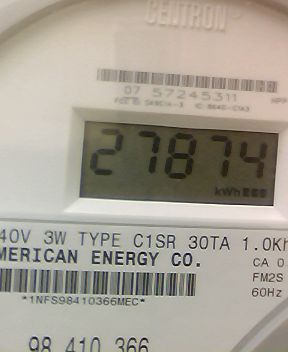 CENTRON®
07 57245311
27874
kWh
40V 3W TYPE C1SR 30TA 1.0Kh
MERICAN ENERGY CO.
CA 0
FM2S
60Hz
*1NFS98410366MEC*
98 410 366